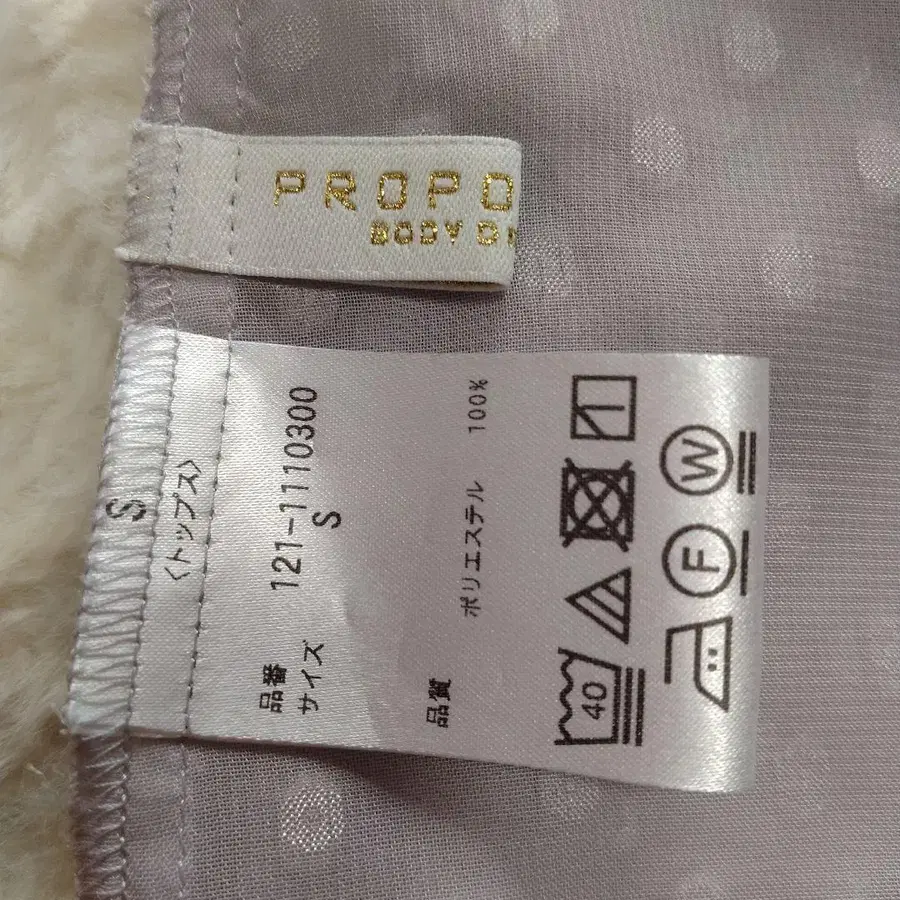 PROPO
BODY D
S
〈トップス〉
品番 121-1110300
サイズ S
品質 ポリエステル 100%
40
F
W